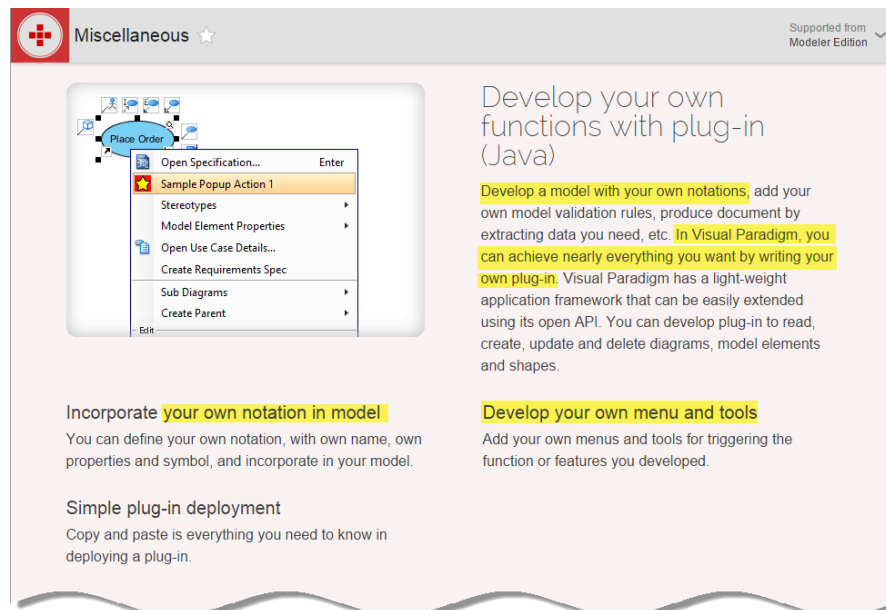 Miscellaneous
Supported from
Modeler Edition
Place Order
Open Specification... Enter
Sample Popup Action 1
Stereotypes
Model Element Properties
Open Use Case Details...
Create Requirements Spec
Sub Diagrams
Create Parent
Edit
Develop your own
functions with plug-in
(Java)
Develop a model with your own notations, add your
own model validation rules, produce document by
extracting data you need, etc. In Visual Paradigm, you
can achieve nearly everything you want by writing your
own plug-in. Visual Paradigm has a light-weight
application framework that can be easily extended
using its open API. You can develop plug-in to read,
create, update and delete diagrams, model elements
and shapes.
Incorporate your own notation in model
You can define your own notation, with own name, own
properties and symbol, and incorporate in your model.
Develop your own menu and tools
Add your own menus and tools for triggering the
function or features you developed.
Simple plug-in deployment
Copy and paste is everything you need to know in
deploying a plug-in.